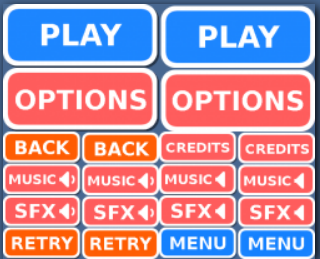 PLAY PLAY
OPTIONS OPTIONS
BACK BACK CREDITS CREDITS
MUSIC MUSIC MUSIC MUSIC
SFX SFX SFX SFX
RETRY RETRY MENU MENU